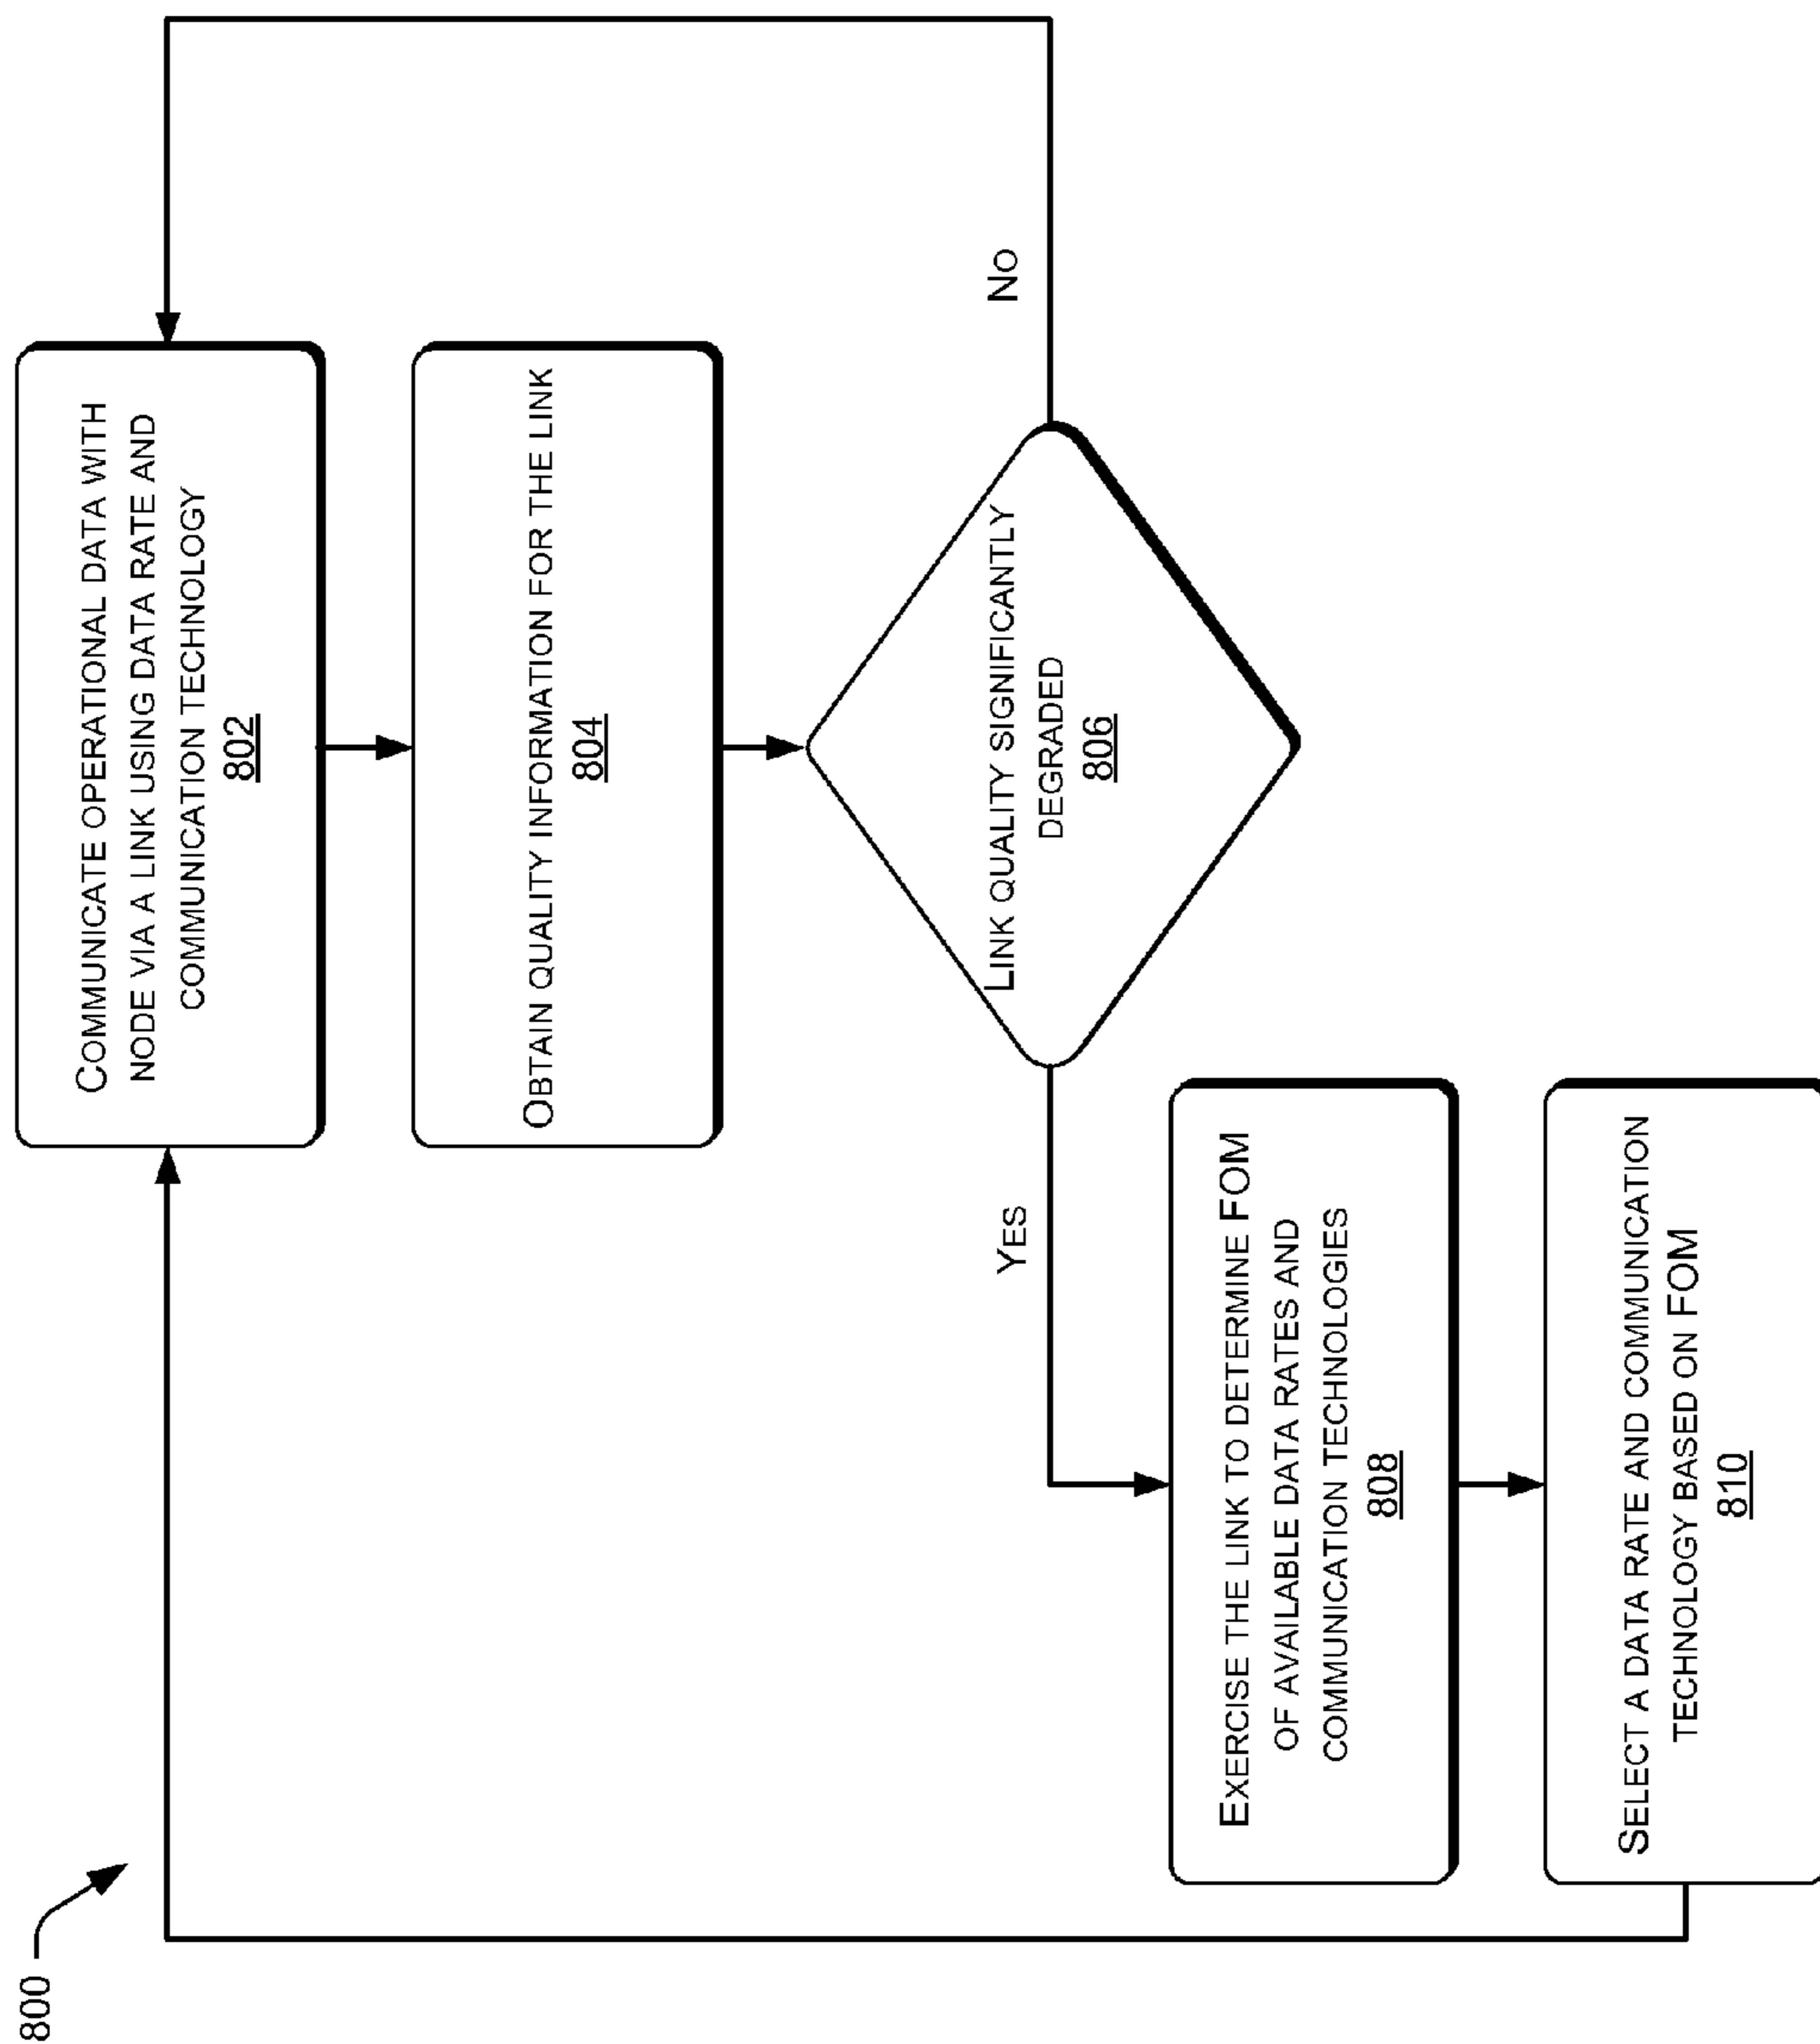 800
COMMUNICATE OPERATIONAL DATA WITH
NODE VIA A LINK USING DATA RATE AND
COMMUNICATION TECHNOLOGY
802
OBTAIN QUALITY INFORMATION FOR THE LINK
804
LINK QUALITY SIGNIFICANTLY
DEGRADED
806
YES
NO
EXERCISE THE LINK TO DETERMINE FOM
OF AVAILABLE DATA RATES AND
COMMUNICATION TECHNOLOGIES
808
SELECT A DATA RATE AND COMMUNICATION
TECHNOLOGY BASED ON FOM
810